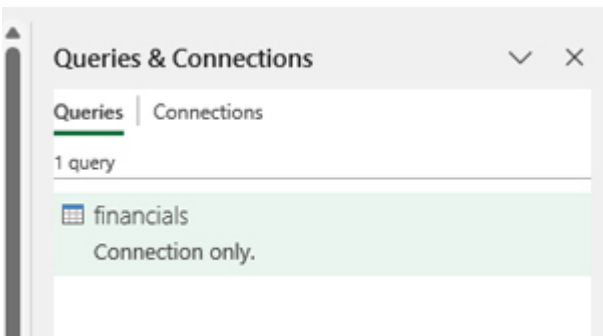 Queries & Connections
Queries | Connections
1 query
financials
Connection only.